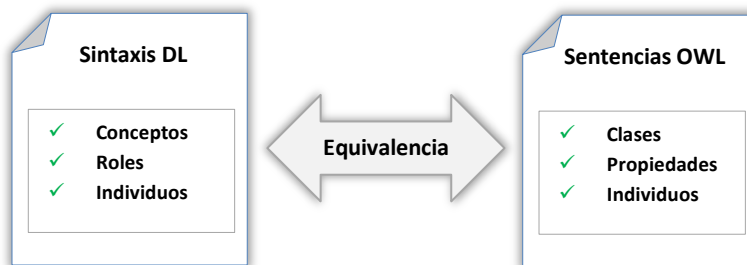 Sintaxis DL
Conceptos
Roles
Individuos
Equivalencia
Sentencias OWL
Clases
Propiedades
Individuos